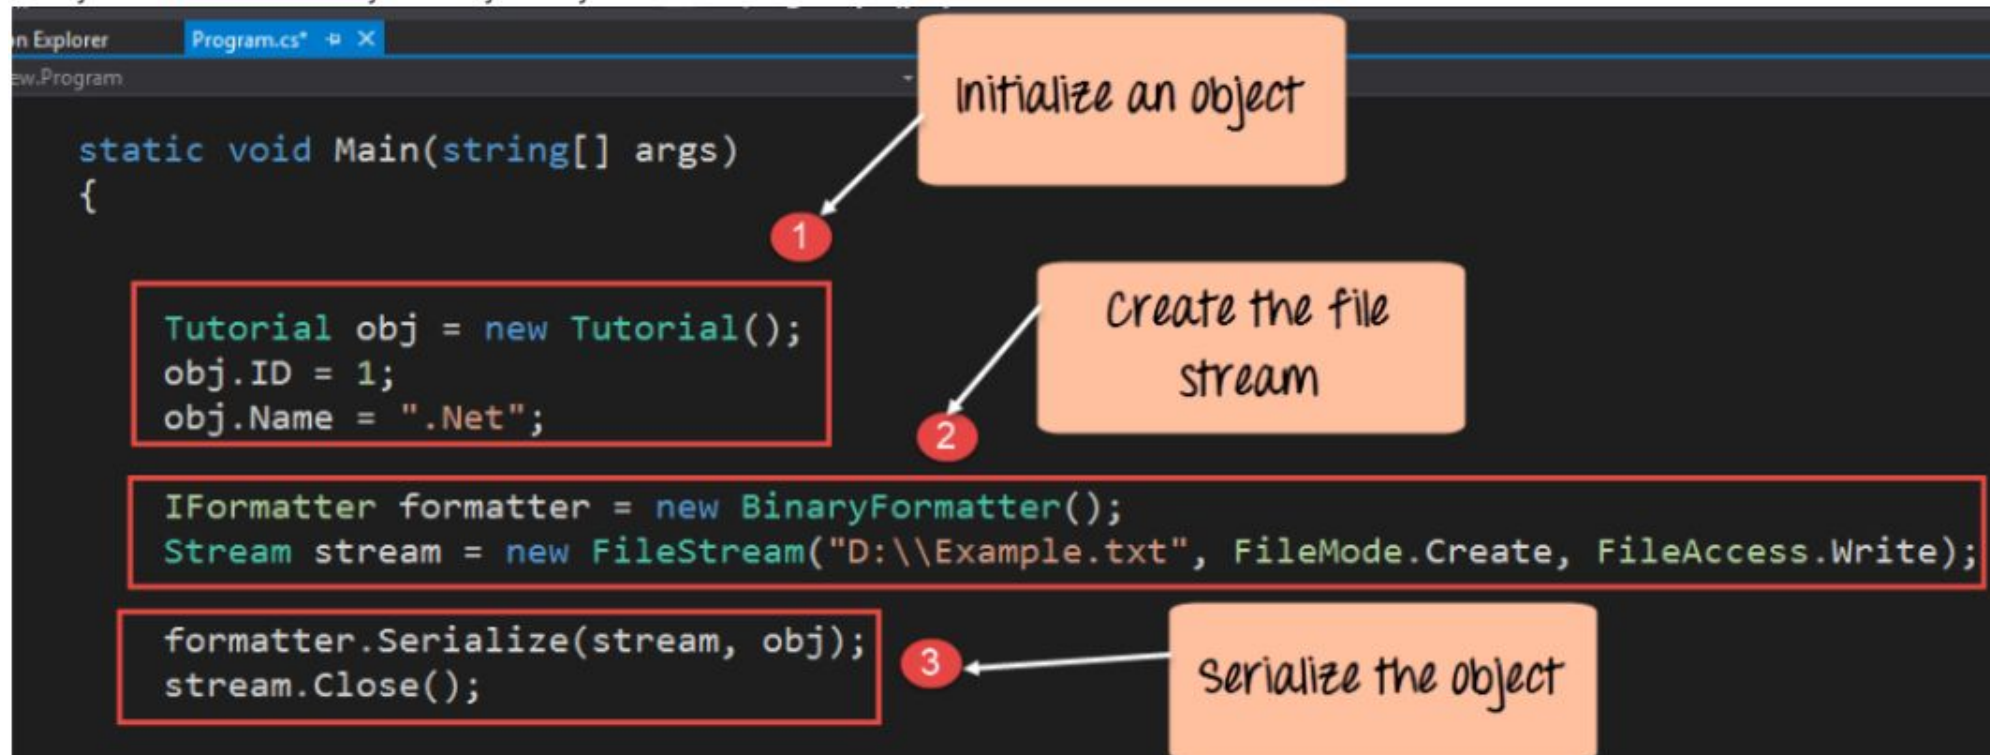 n Explorer
Program.cs*
ew.Program
Initialize an object
static void Main(string[] args)
{
1
Tutorial obj = new Tutorial();
obj.ID = 1;
obj.Name = ".Net";
Create the file
stream
2
IFormatter formatter = new BinaryFormatter();
Stream stream = new FileStream("D:\\Example.txt", FileMode.Create, FileAccess.Write);
formatter.Serialize(stream, obj);
stream.Close();
3
Serialize the object